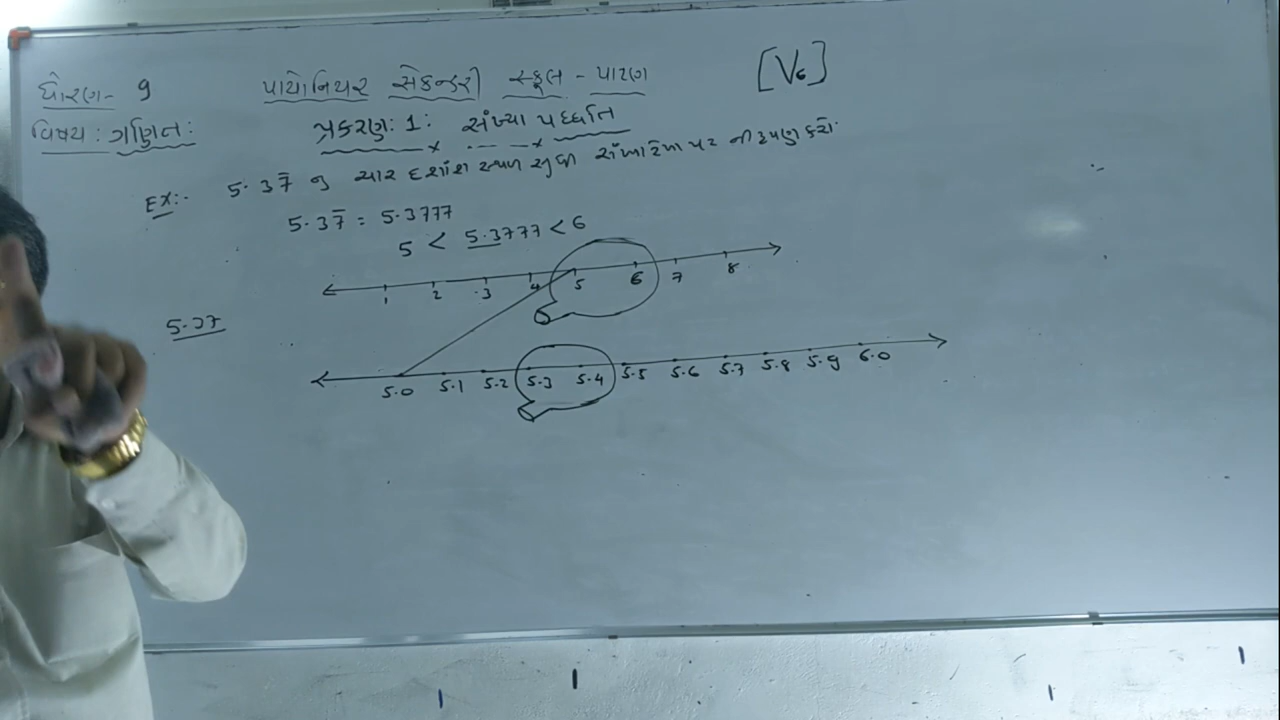 ધોરણ- 9 પાયોનિયર સેકન્ડરી સ્કૂલ - પાટણ [V6]
વિષય: ગણિત: પ્રકરણ: 1: સંખ્યા પધ્ધતિ
Ex:- 5.37̅ નું ચાર દશાંશ સ્થળ સુધી સંખ્યારેખા પર નીરૂપણ કરો.
5.37̅ = 5.3777
5 < 5.3777 < 6
1 2 3 4 5 6 7 8
5.37
5.0 5.1 5.2 5.3 5.4 5.5 5.6 5.7 5.8 5.9 6.0